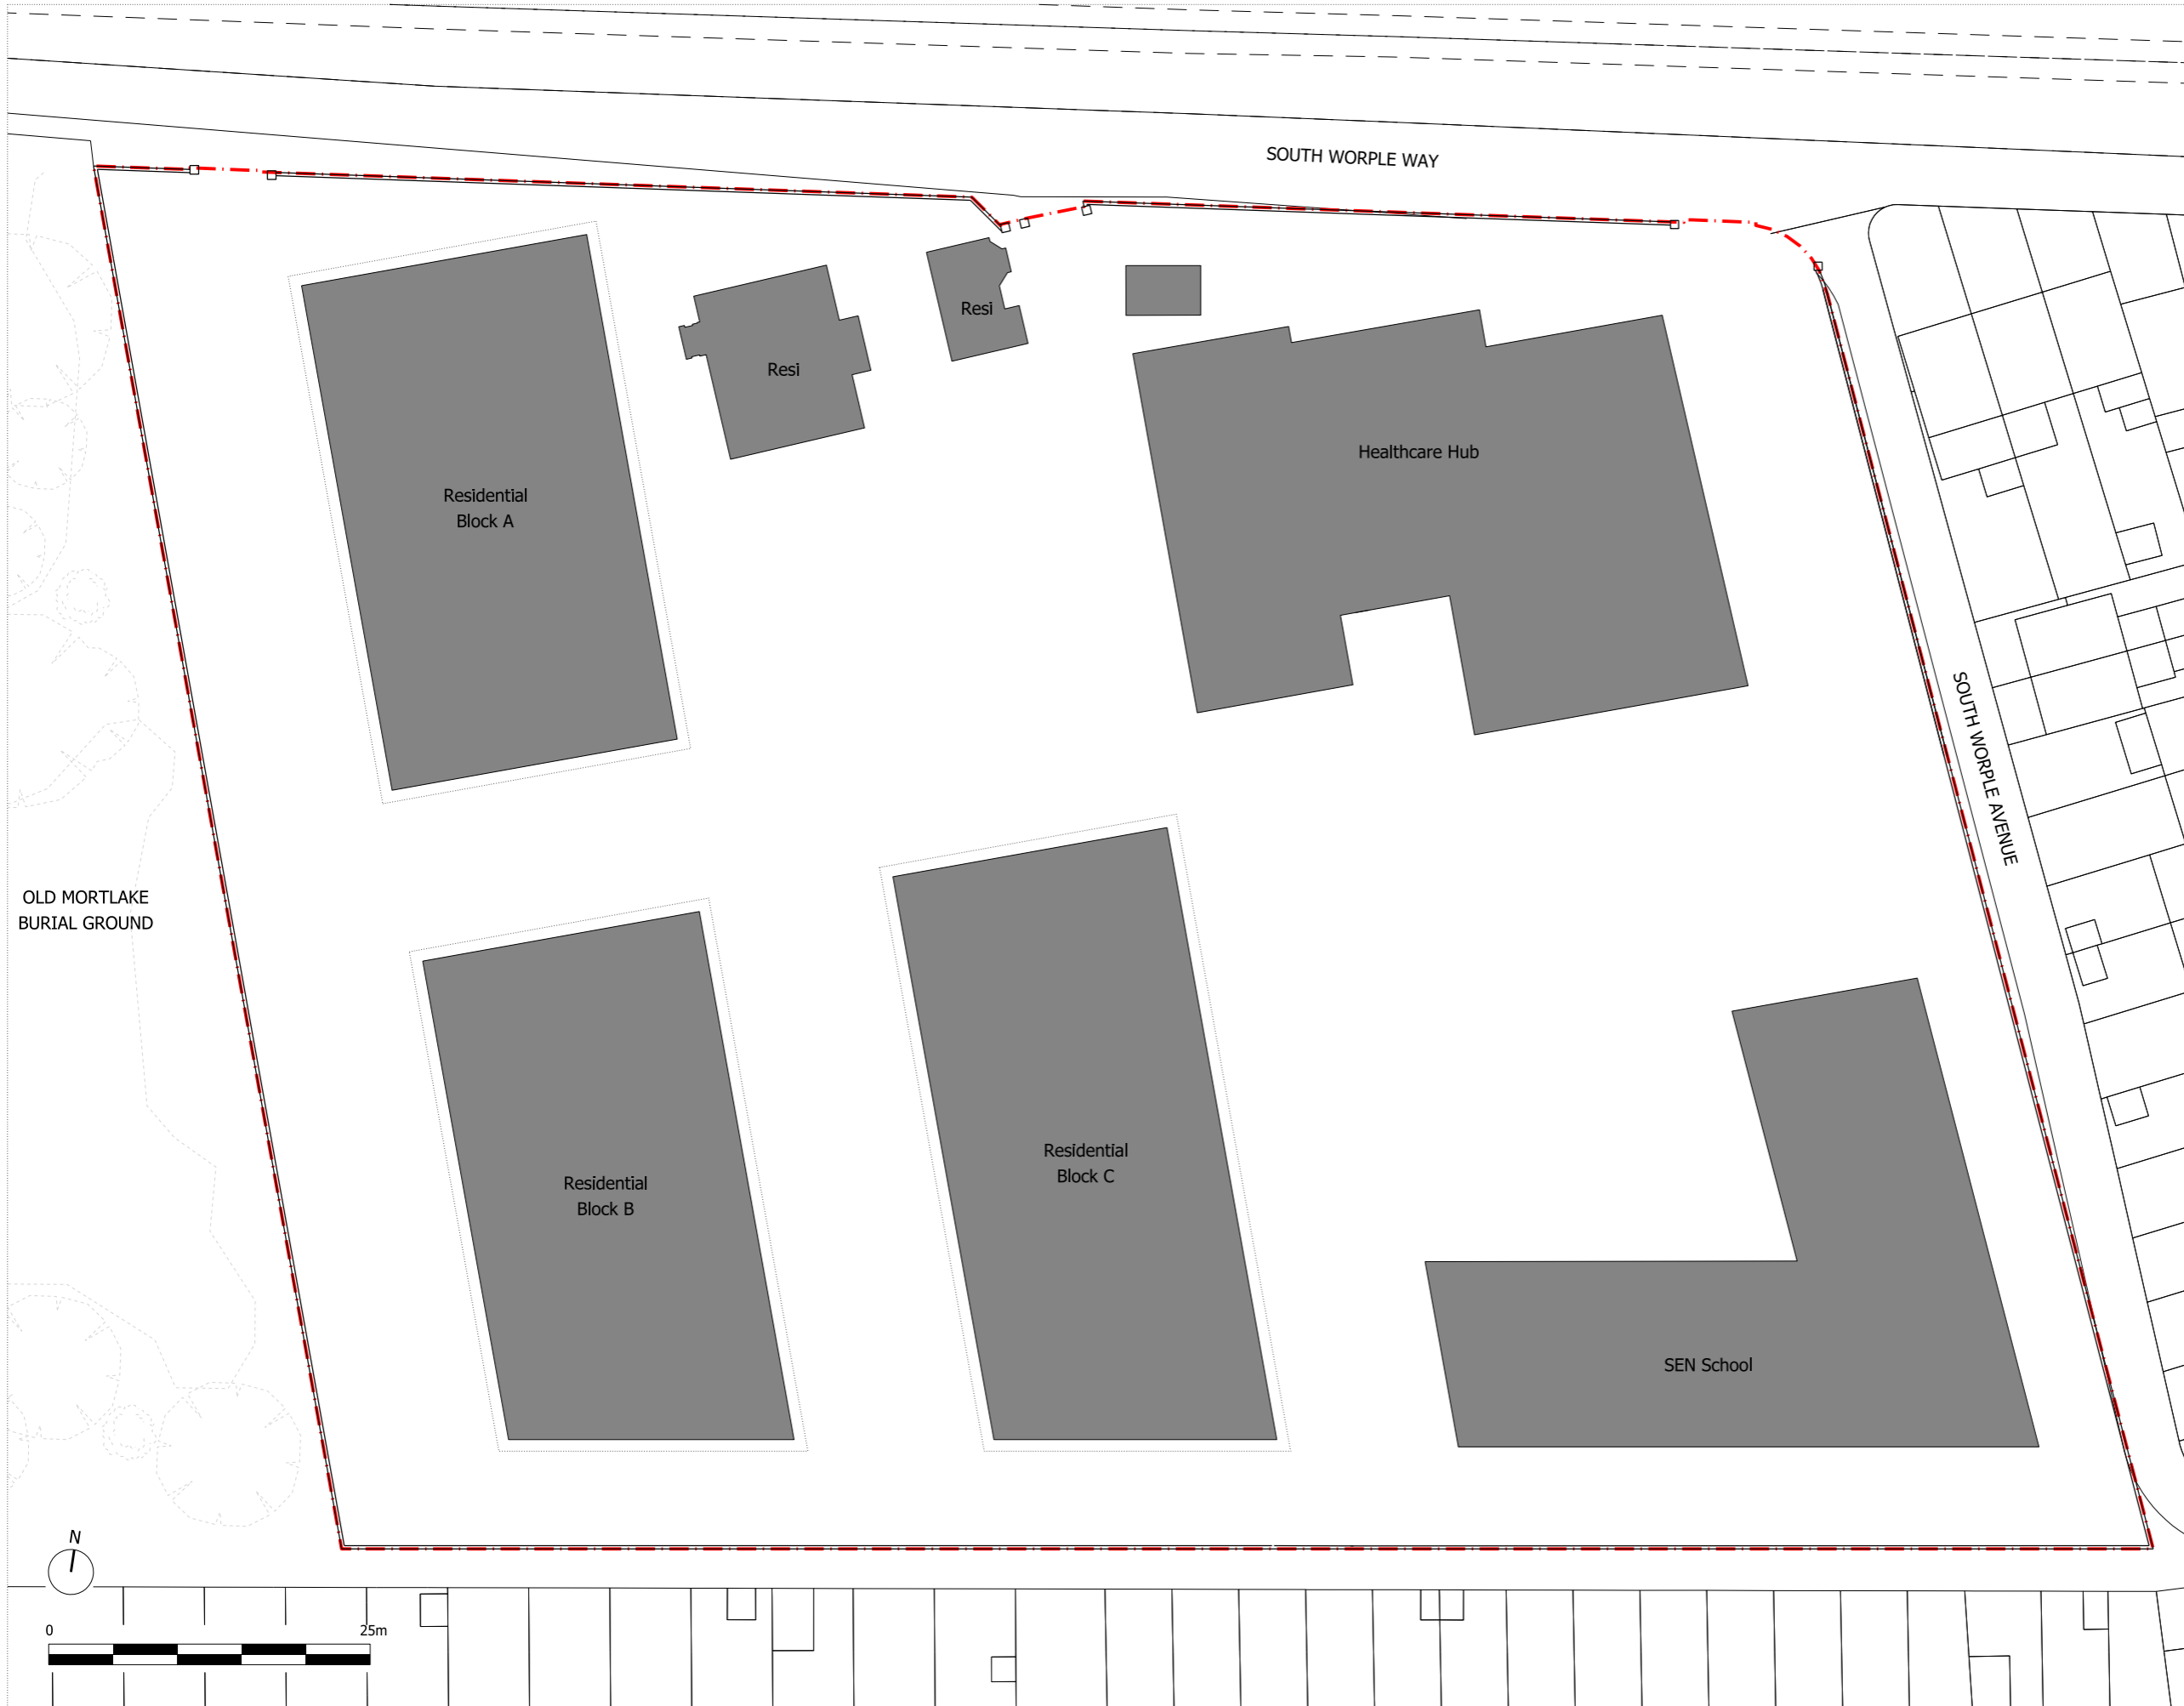 SOUTH WORPLE WAY
Resi
Resi
Healthcare Hub
Residential
Block A
SOUTH WORPLE AVENUE
OLD MORTLAKE
BURIAL GROUND
Residential
Block C
Residential
Block B
SEN School
N
0 25m